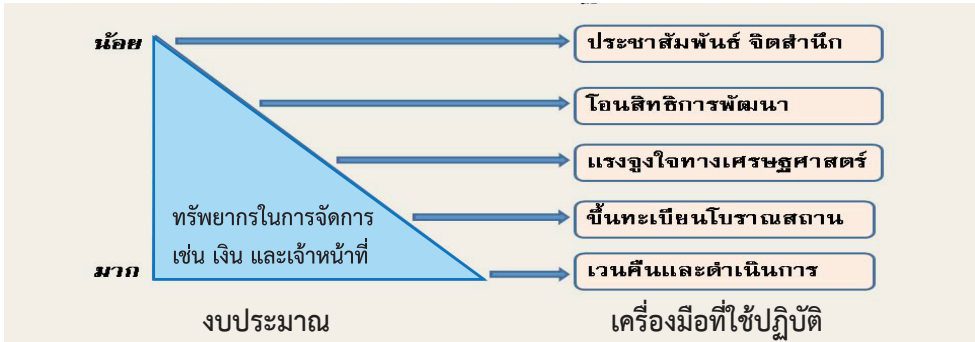 น้อย
ประชาสัมพันธ์ จิตสำนึก
โอนสิทธิการพัฒนา
แรงจูงใจทางเศรษฐศาสตร์
ทรัพยากรในการจัดการ
เช่น เงิน และเจ้าหน้าที่
ขึ้นทะเบียนโบราณสถาน
มาก
เวนคืนและดำเนินการ
งบประมาณ
เครื่องมือที่ใช้ปฏิบัติ